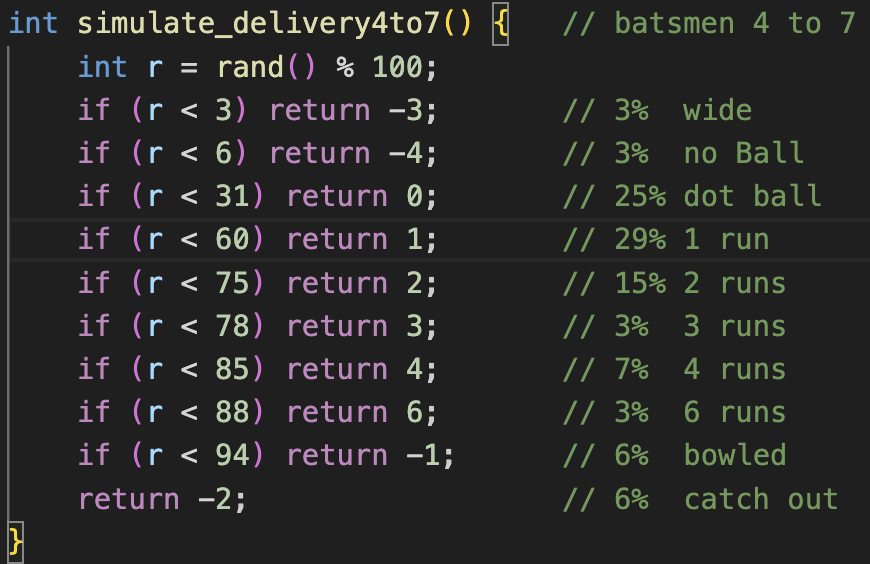 int simulate_delivery4to7() {    // batsmen 4 to 7
    int r = rand() % 100;
    if (r < 3) return -3;        // 3%  wide
    if (r < 6) return -4;        // 3%  no Ball
    if (r < 31) return 0;        // 25% dot ball
    if (r < 60) return 1;        // 29% 1 run
    if (r < 75) return 2;        // 15% 2 runs
    if (r < 78) return 3;        // 3%  3 runs
    if (r < 85) return 4;        // 7%  4 runs
    if (r < 88) return 6;        // 3%  6 runs
    if (r < 94) return -1;       // 6%  bowled
    return -2;                   // 6%  catch out
}